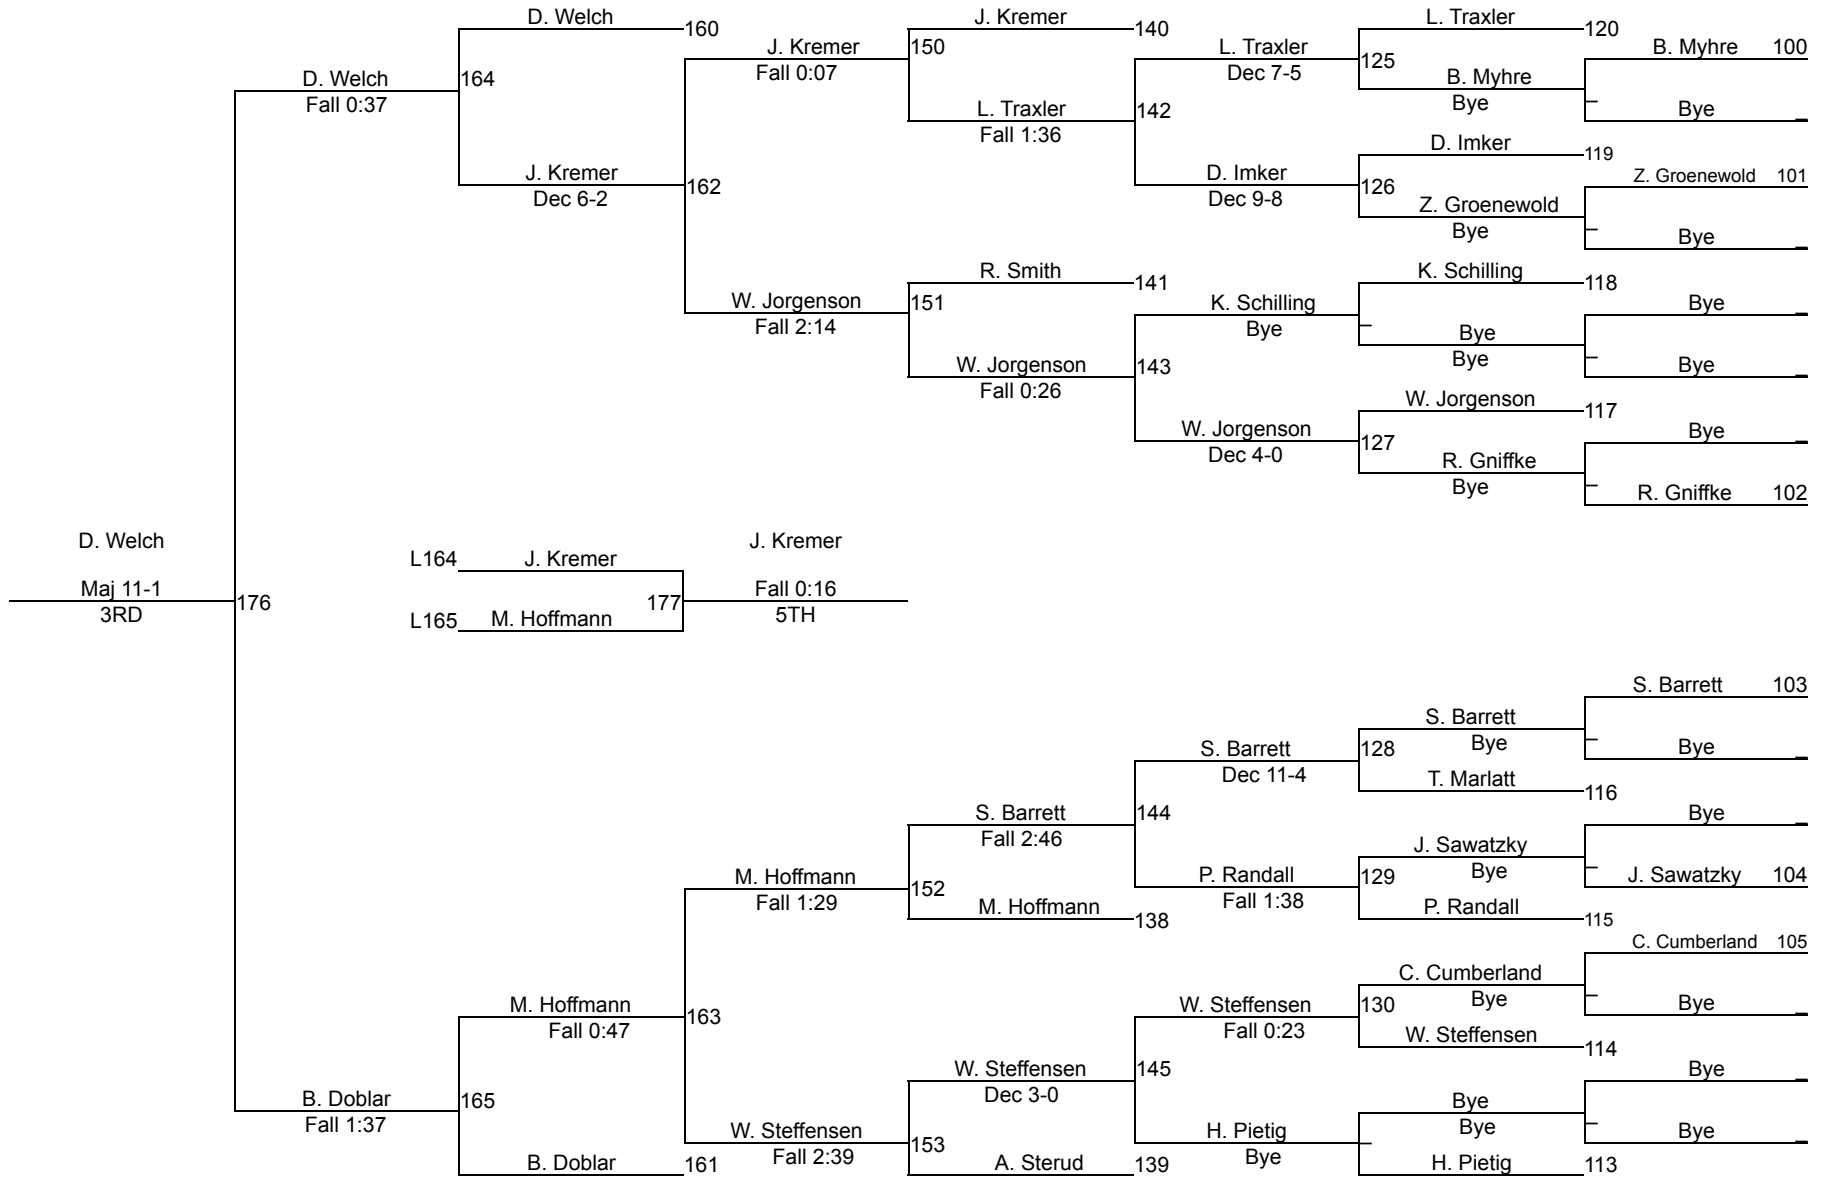 D. Welch
160
J. Kremer
140
L. Traxler
120
B. Myhre 100
J. Kremer
150
Fall 0:07
L. Traxler
125
Dec 7-5
B. Myhre
Bye
Bye _
D. Welch
164
Fall 0:37
L. Traxler
142
Fall 1:36
D. Imker
119
J. Kremer
162
Dec 6-2
D. Imker
126
Dec 9-8
Z. Groenewold 101
Z. Groenewold
Bye
Bye _
R. Smith
141
K. Schilling
118
W. Jorgenson
151
Fall 2:14
K. Schilling
Bye
Bye _
Bye
Bye
W. Jorgenson
143
Fall 0:26
Bye _
W. Jorgenson
117
W. Jorgenson
127
Dec 4-0
Bye _
R. Gniffke
Bye
R. Gniffke 102
D. Welch
Maj 11-1
3RD
176
L164
J. Kremer
J. Kremer
Fall 0:16
5TH
177
L165
M. Hoffmann
S. Barrett 103
S. Barrett
Bye
S. Barrett
128
Dec 11-4
Bye _
T. Marlatt
116
S. Barrett
144
Fall 2:46
Bye _
J. Sawatzky
Bye
M. Hoffmann
152
Fall 1:29
P. Randall
129
Fall 1:38
J. Sawatzky 104
M. Hoffmann
138
P. Randall
115
C. Cumberland 105
C. Cumberland
Bye
M. Hoffmann
163
Fall 0:47
W. Steffensen
130
Fall 0:23
Bye _
W. Steffensen
114
W. Steffensen
145
Dec 3-0
Bye _
B. Doblar
165
Fall 1:37
Bye
Bye
W. Steffensen
153
Fall 2:39
H. Pietig
Bye
Bye _
B. Doblar
161
A. Sterud
139
H. Pietig
113